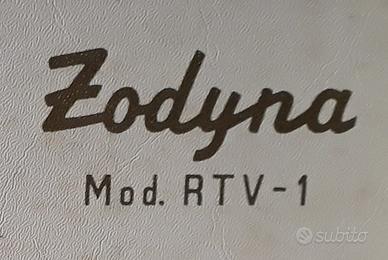 Zodyna
Mod. RTV-1
subito